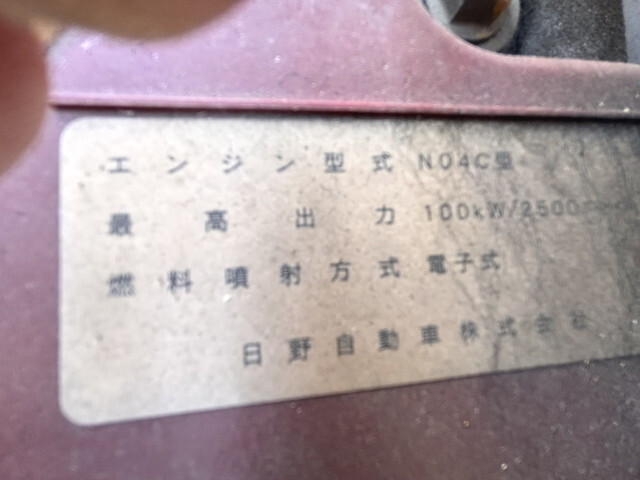 エンジン型式 N04C型
最高出力 100kW/2500
燃料噴射方式 電子式
日野自動車株式会社